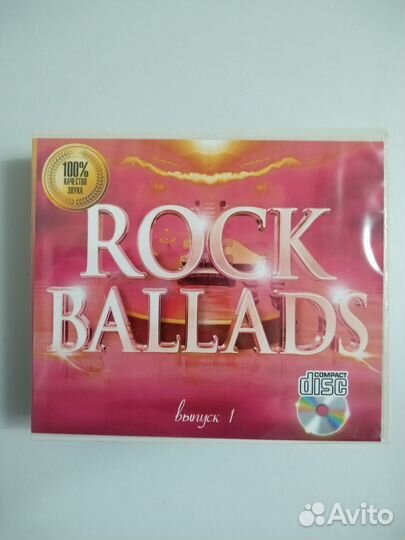 100%
КАЧЕСТВО
ЗВУКА
ROCK
BALLADS
COMPACT
disc
выпуск 1
Avito